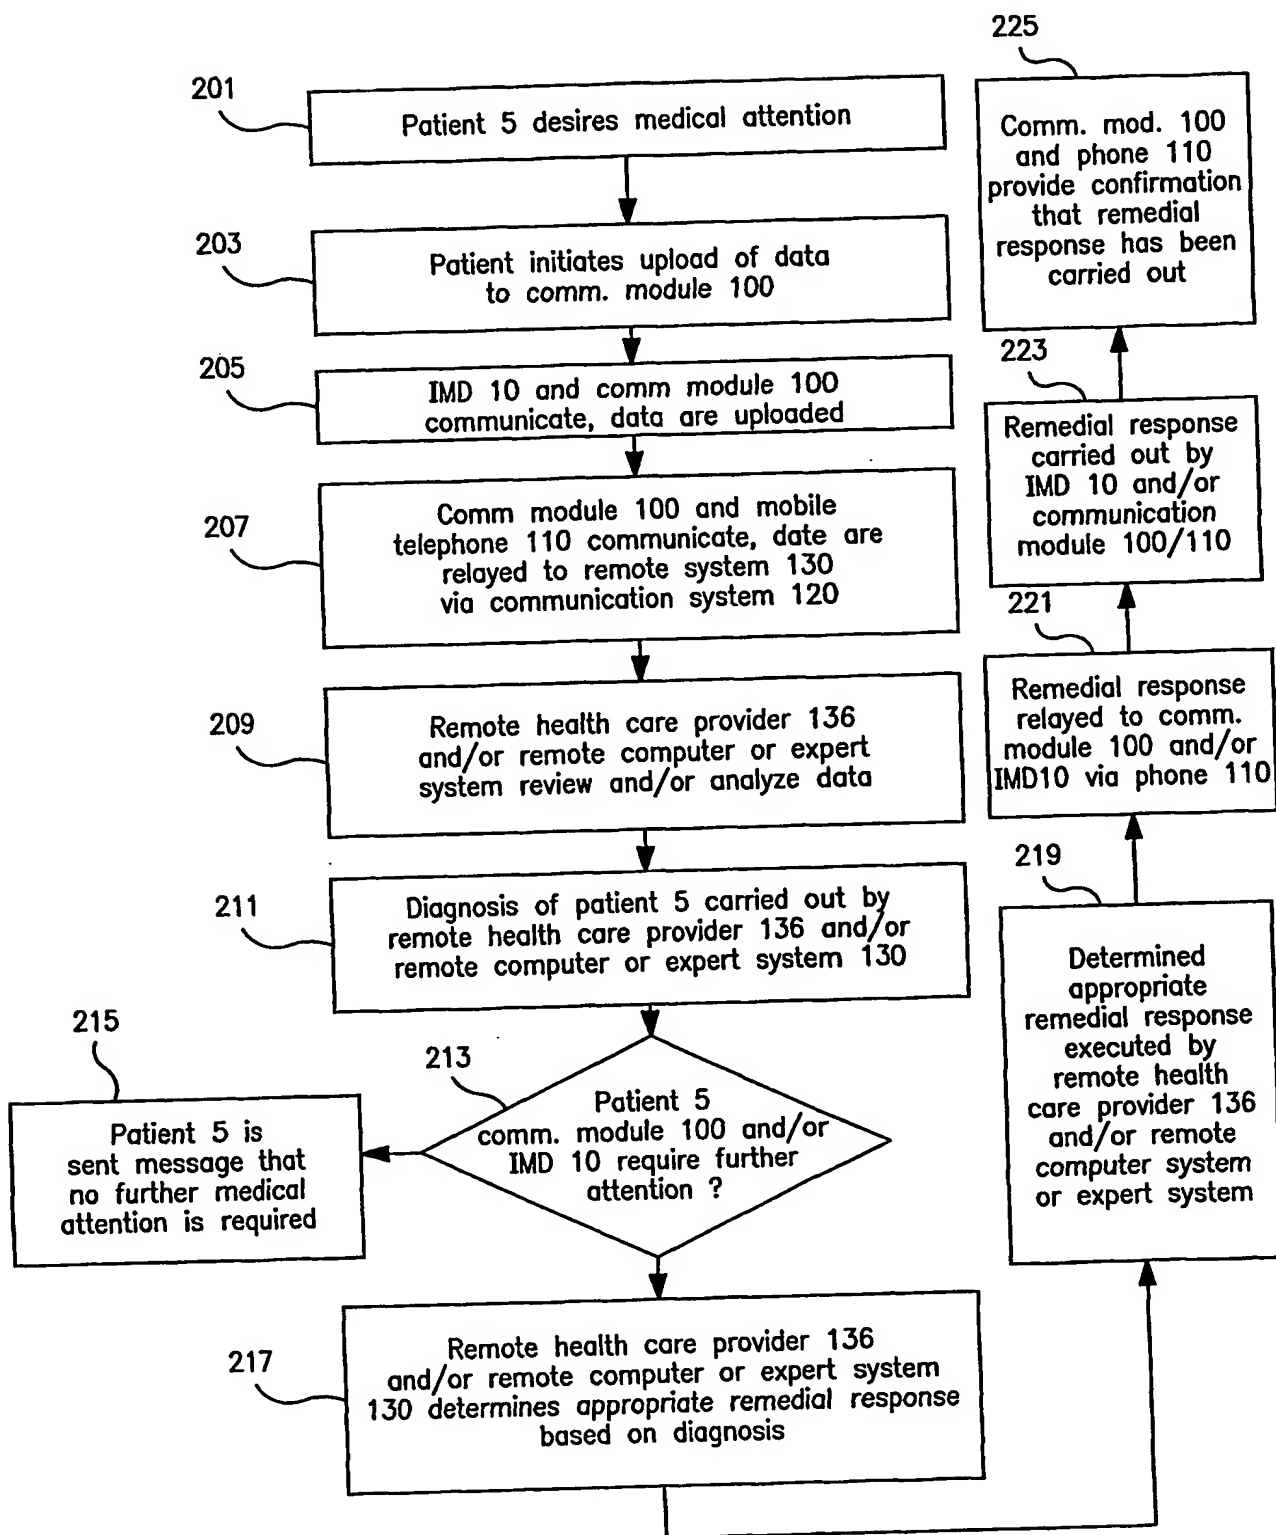 201
Patient 5 desires medical attention
203
Patient initiates upload of data
to comm. module 100
205
IMD 10 and comm module 100
communicate, data are uploaded
207
Comm module 100 and mobile
telephone 110 communicate, date are
relayed to remote system 130
via communication system 120
209
Remote health care provider 136
and/or remote computer or expert
system review and/or analyze data
211
Diagnosis of patient 5 carried out by
remote health care provider 136 and/or
remote computer or expert system 130
213
Patient 5
comm. module 100 and/or
IMD 10 require further
attention ?
215
Patient 5 is
sent message that
no further medical
attention is required
217
Remote health care provider 136
and/or remote computer or expert system
130 determines appropriate remedial response
based on diagnosis
219
Determined
appropriate
remedial response
executed by
remote health
care provider 136
and/or remote
computer system
or expert system
221
Remedial response
relayed to comm.
module 100 and/or
IMD10 via phone 110
223
Remedial response
carried out by
IMD 10 and/or
communication
module 100/110
225
Comm. mod. 100
and phone 110
provide confirmation
that remedial
response has been
carried out